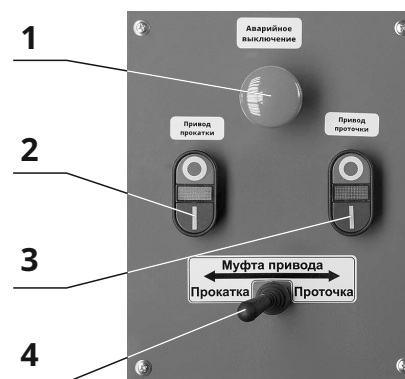 1
Аварийное
выключение
Привод
прокатки
Привод
проточки
2
3
Муфта привода
Прокатка
Проточка
4